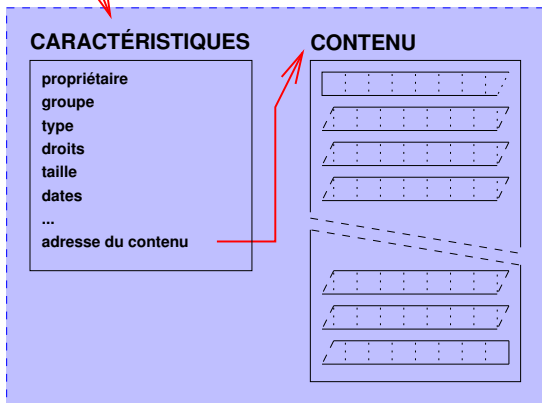 CARACTÉRISTIQUES
propriétaire
groupe
type
droits
taille
dates
...
adresse du contenu
CONTENU